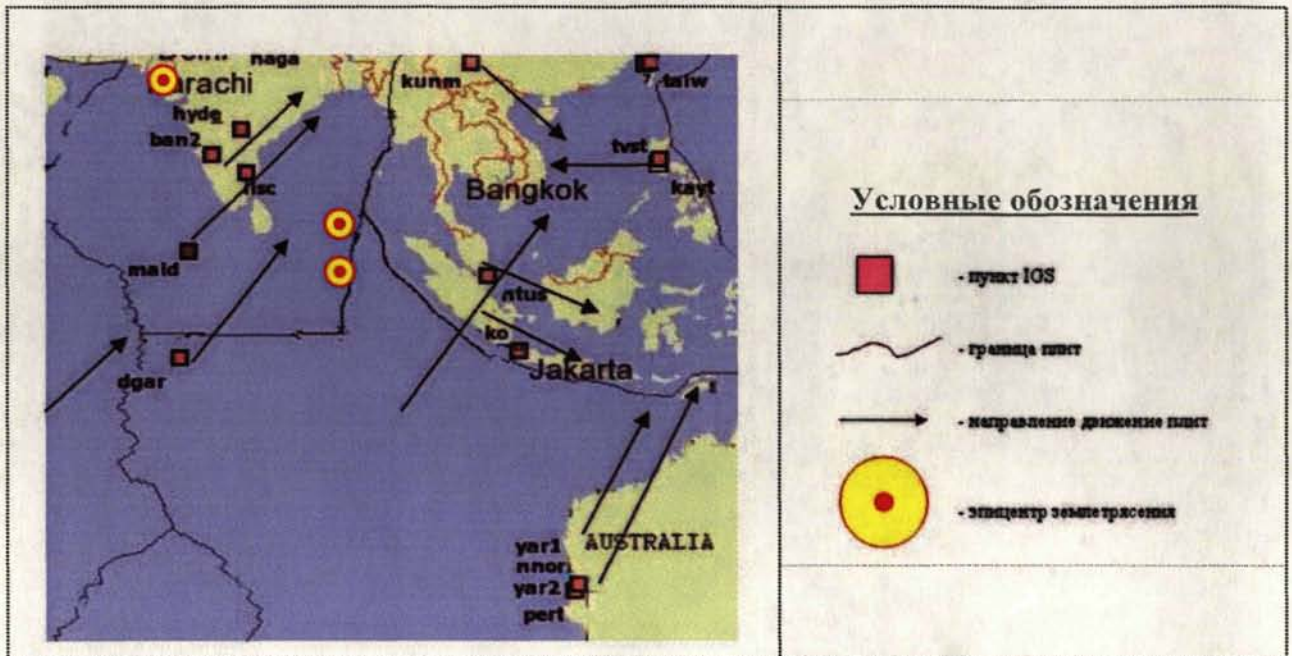 naga
kunm
taiw
arachi
hyde
ban2
iisc
tvst
kayt
Bangkok
mald
ntus
ko
Jakarta
dgar
yar1
AUSTRALIA
nnor
yar2
pert
Условные обозначения
- пункт IGS
- граница плит
- направление движение плит
- эпицентр землетрясения